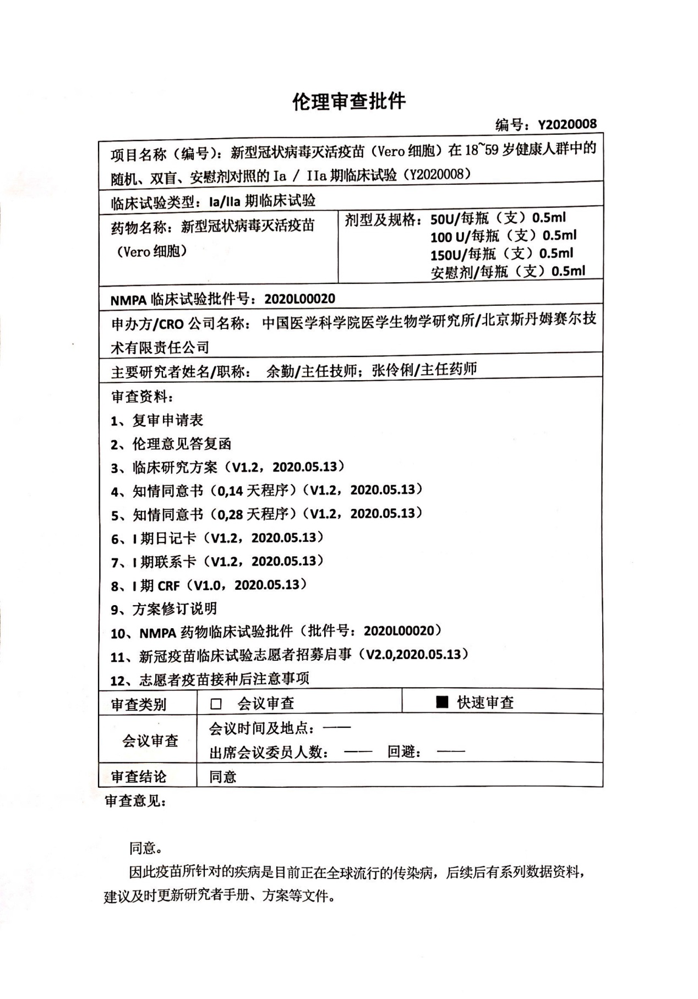 伦理审查批件
编号：Y2020008
项目名称（编号）：新型冠状病毒灭活疫苗（Vero 细胞）在 18~59 岁健康人群中的
随机、双盲、安慰剂对照的 Ia / IIa 期临床试验（Y2020008）
临床试验类型：Ia/IIa 期临床试验
药物名称：新型冠状病毒灭活疫苗
（Vero 细胞）
剂型及规格：50U/每瓶（支）0.5ml
100 U/每瓶（支）0.5ml
150U/每瓶（支）0.5ml
安慰剂/每瓶（支）0.5ml
NMPA 临床试验批件号：2020L00020
申办方/CRO 公司名称： 中国医学科学院医学生物学研究所/北京斯丹姆赛尔技
术有限责任公司
主要研究者姓名/职称： 余勤/主任技师；张伶俐/主任药师
审查资料：
1、复审申请表
2、伦理意见答复函
3、临床研究方案（V1.2，2020.05.13）
4、知情同意书（0,14 天程序）（V1.2，2020.05.13）
5、知情同意书（0,28 天程序）（V1.2，2020.05.13）
6、I 期日记卡（V1.2，2020.05.13）
7、I 期联系卡（V1.2，2020.05.13）
8、I 期 CRF（V1.0，2020.05.13）
9、方案修订说明
10、NMPA 药物临床试验批件（批件号：2020L00020）
11、新冠疫苗临床试验志愿者招募启事（V2.0,2020.05.13）
12、志愿者疫苗接种后注意事项
审查类别 □ 会议审查 ■ 快速审查
会议审查
会议时间及地点：——
出席会议委员人数： —— 回避： ——
审查结论 同意
审查意见：
同意。
因此疫苗所针对的疾病是目前正在全球流行的传染病，后续后有系列数据资料，
建议及时更新研究者手册、方案等文件。